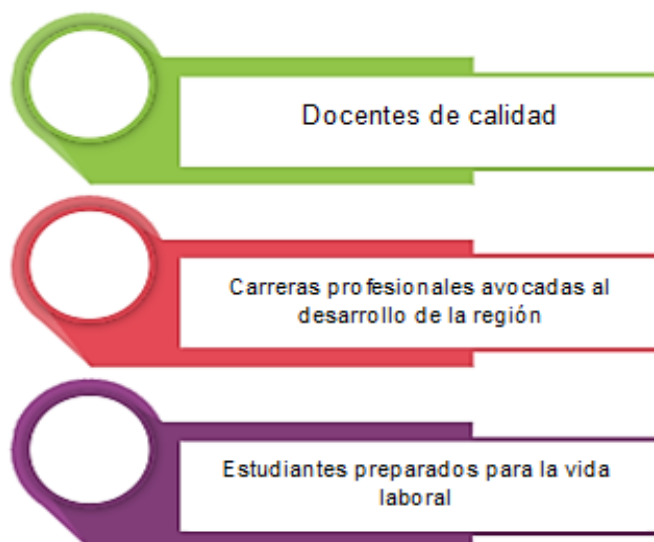 Docentes de calidad
Carreras profesionales avocadas al
desarrollo de la región
Estudiantes preparados para la vida
laboral